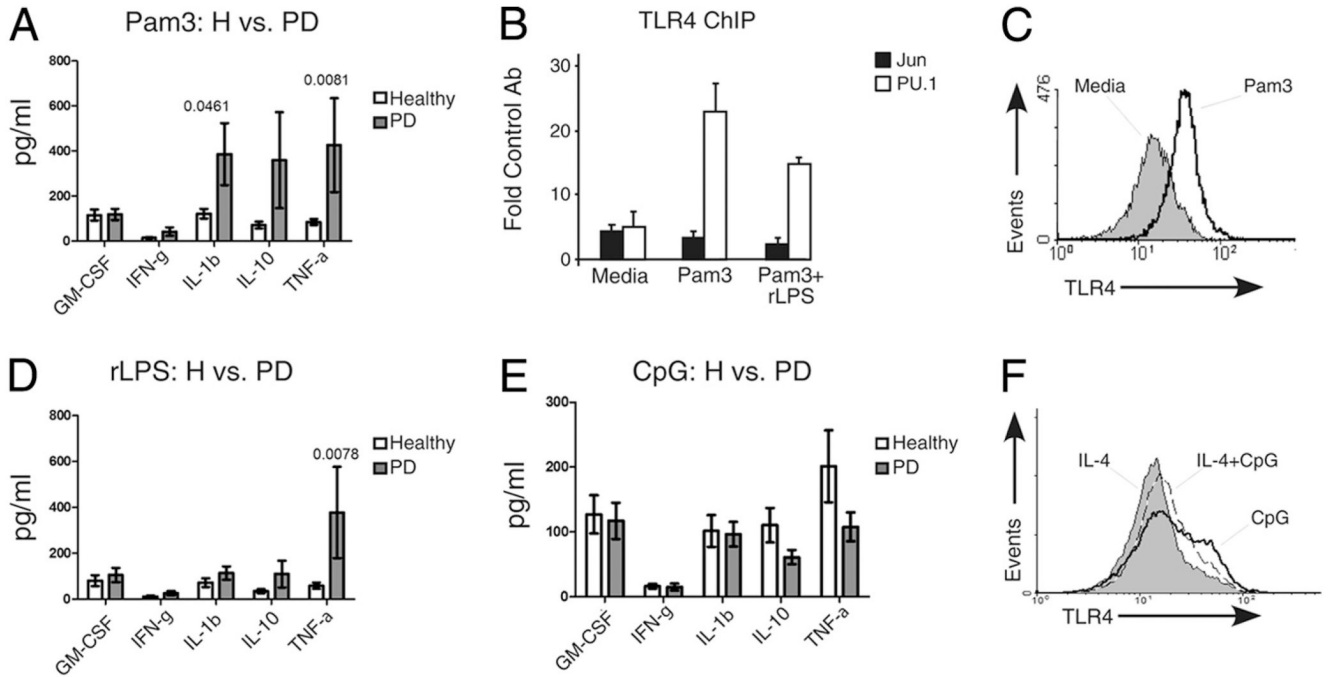 A
Pam3: H vs. PD
800
600
400
200
0
pg/ml
0.0461
0.0081
Healthy
PD
GM-CSF
IFN-g
IL-1b
IL-10
TNF-a
B
TLR4 ChIP
30
20
10
0
Fold Control Ab
Jun
PU.1
Media
Pam3
Pam3+
rLPS
C
476
0
Events
Media
Pam3
10⁰
10¹
10²
TLR4
D
rLPS: H vs. PD
800
600
400
200
0
pg/ml
0.0078
Healthy
PD
GM-CSF
IFN-g
IL-1b
IL-10
TNF-a
E
CpG: H vs. PD
300
200
100
0
pg/ml
Healthy
PD
GM-CSF
IFN-g
IL-1b
IL-10
TNF-a
F
0
Events
IL-4
IL-4+CpG
CpG
10⁰
10¹
10²
TLR4